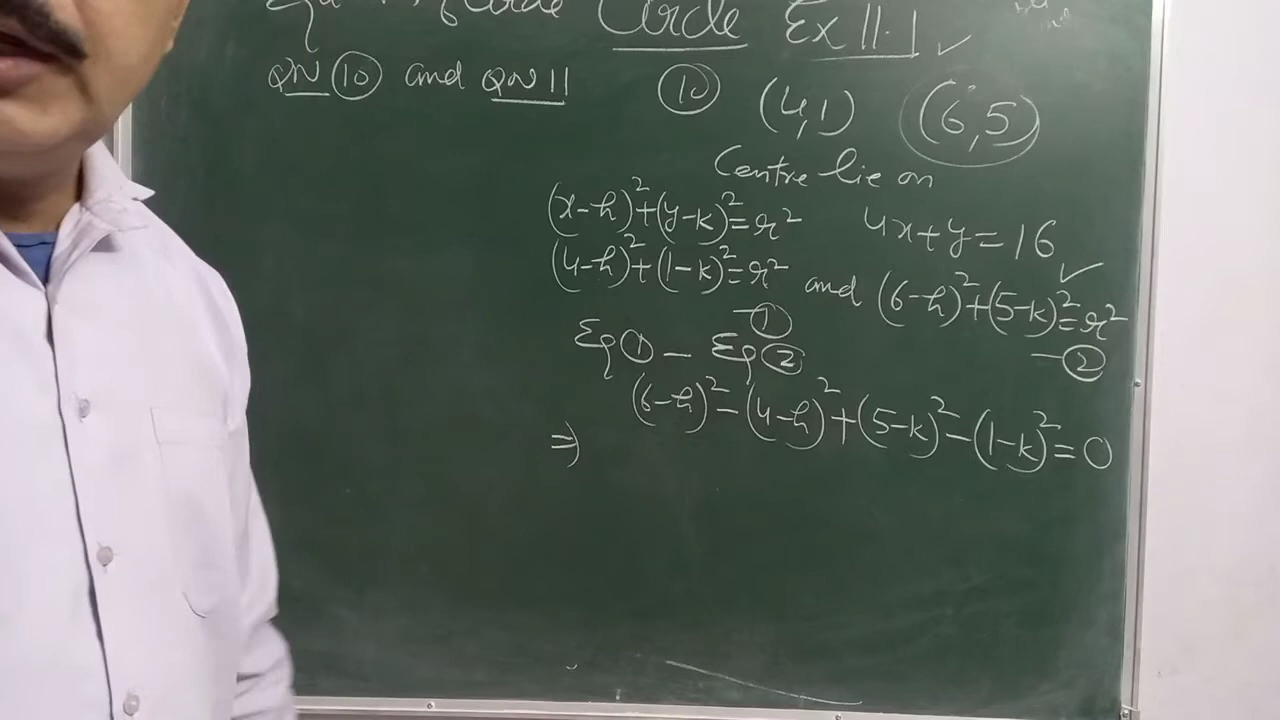 Circle Circle Ex 11.1 ✓
QN 10 and QN 11
10 (4,1) (6,5)
Centre lie on
4x+y=16
(x-h)²+(y-k)²=r²
(4-h)²+(1-k)²=r² and (6-h)²+(5-k)²=r² ✓
—1
—2
Eq 1 — Eq 2
⇒ (6-h)²-(4-h)²+(5-k)²-(1-k)²=0